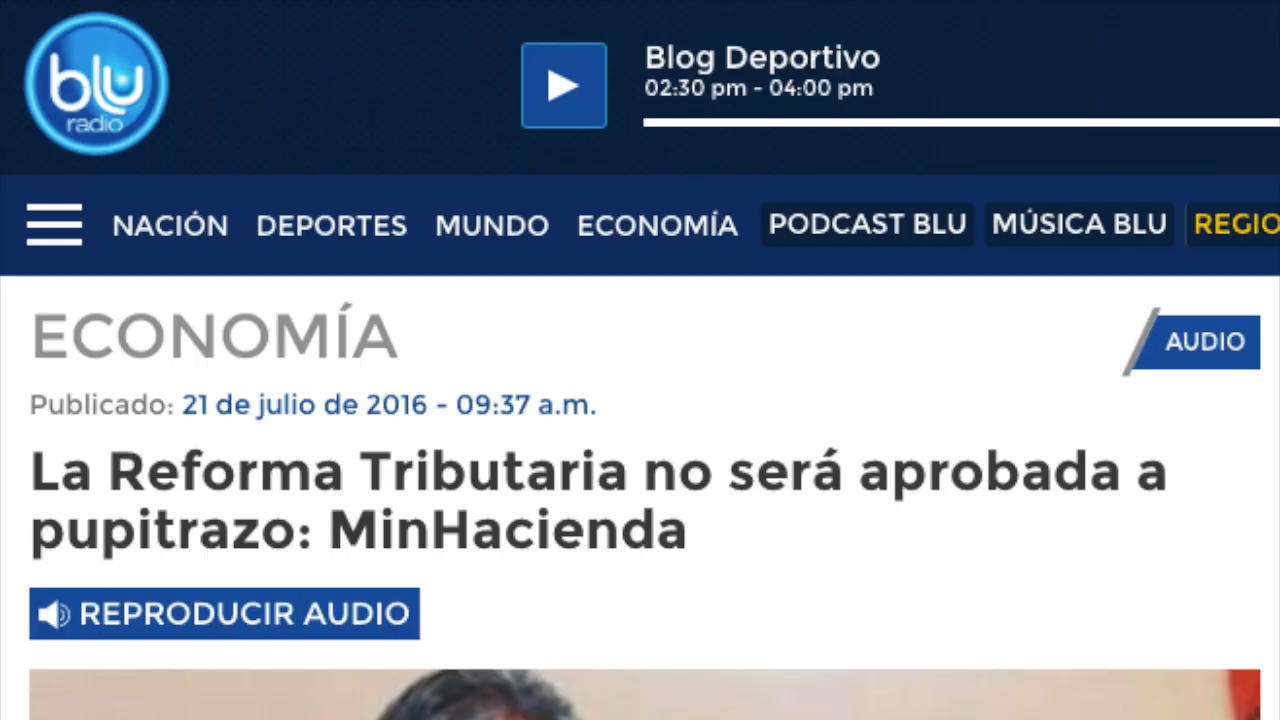 blu
radio
Blog Deportivo
02:30 pm - 04:00 pm
NACIÓN DEPORTES MUNDO ECONOMÍA PODCAST BLU MÚSICA BLU REGIO
ECONOMÍA
AUDIO
Publicado: 21 de julio de 2016 - 09:37 a.m.
La Reforma Tributaria no será aprobada a
pupitrazo: MinHacienda
REPRODUCIR AUDIO